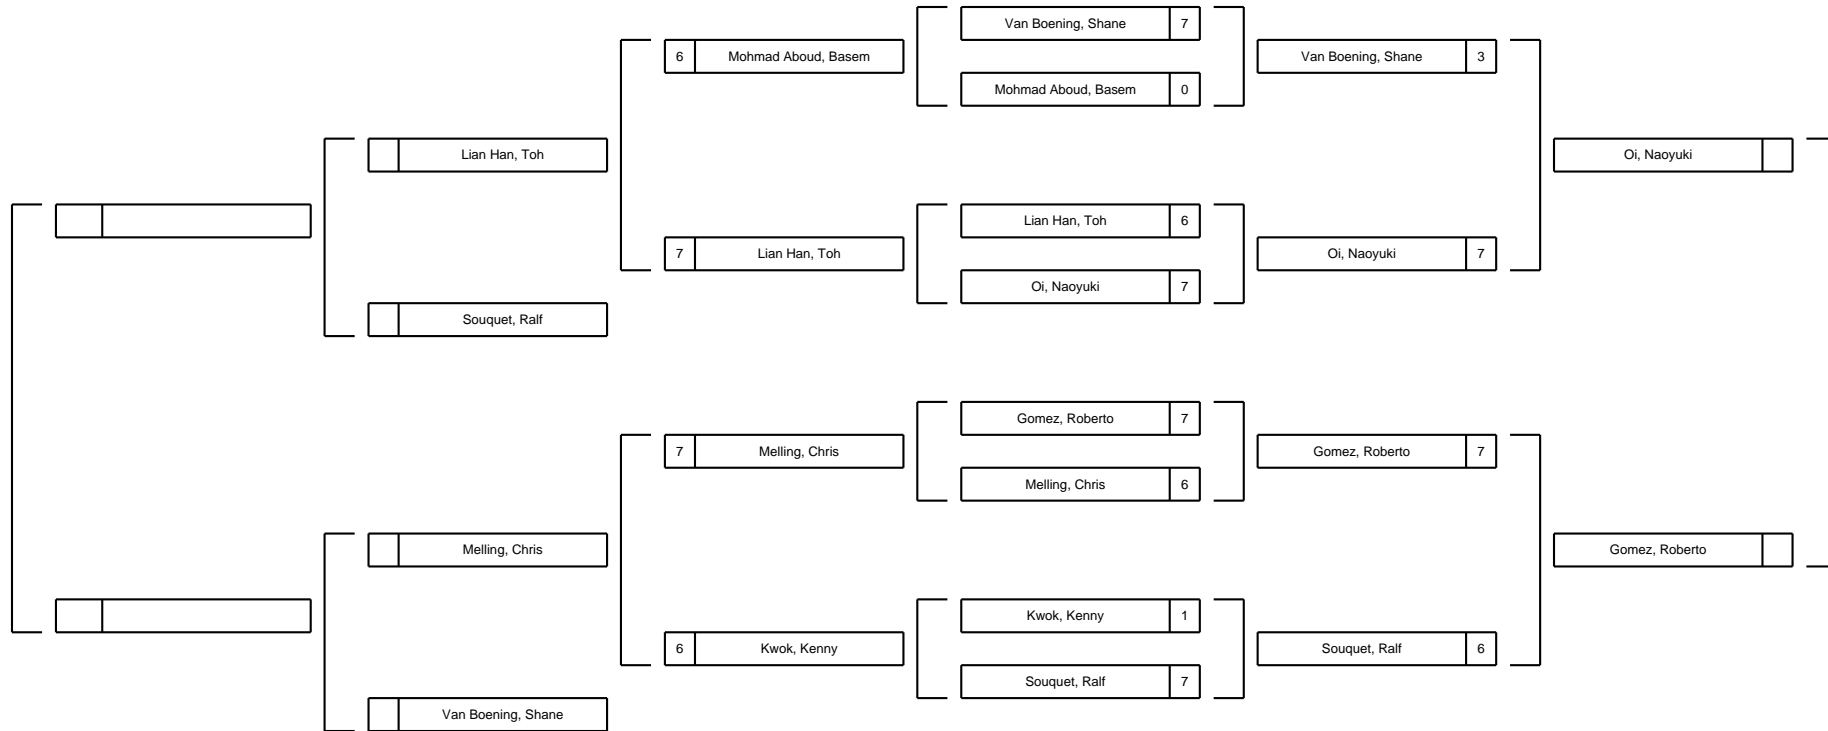 Van Boening, Shane 7
6 Mohmad Aboud, Basem
Van Boening, Shane 3
Mohmad Aboud, Basem 0
Lian Han, Toh
Oi, Naoyuki
Lian Han, Toh 6
7 Lian Han, Toh
Oi, Naoyuki 7
Oi, Naoyuki 7
Souquet, Ralf
Gomez, Roberto 7
7 Melling, Chris
Gomez, Roberto 7
Melling, Chris 6
Melling, Chris
Gomez, Roberto
Kwok, Kenny 1
6 Kwok, Kenny
Souquet, Ralf 6
Souquet, Ralf 7
Van Boening, Shane